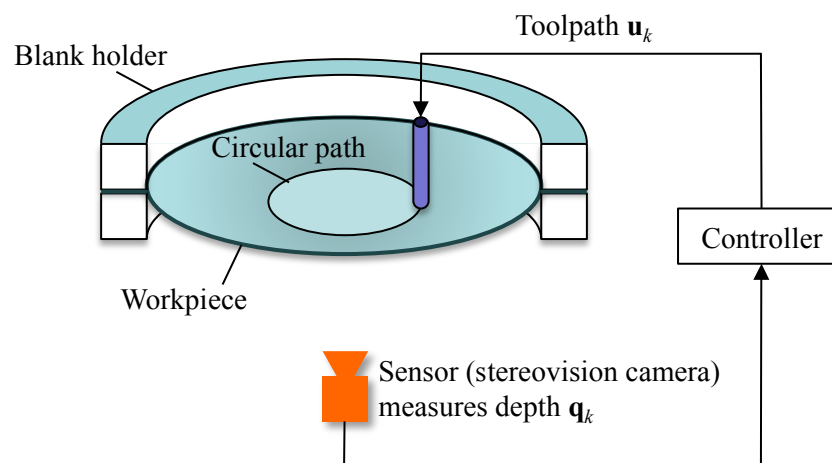 Toolpath u_k
Blank holder
Circular path
Controller
Workpiece
Sensor (stereovision camera)
measures depth q_k